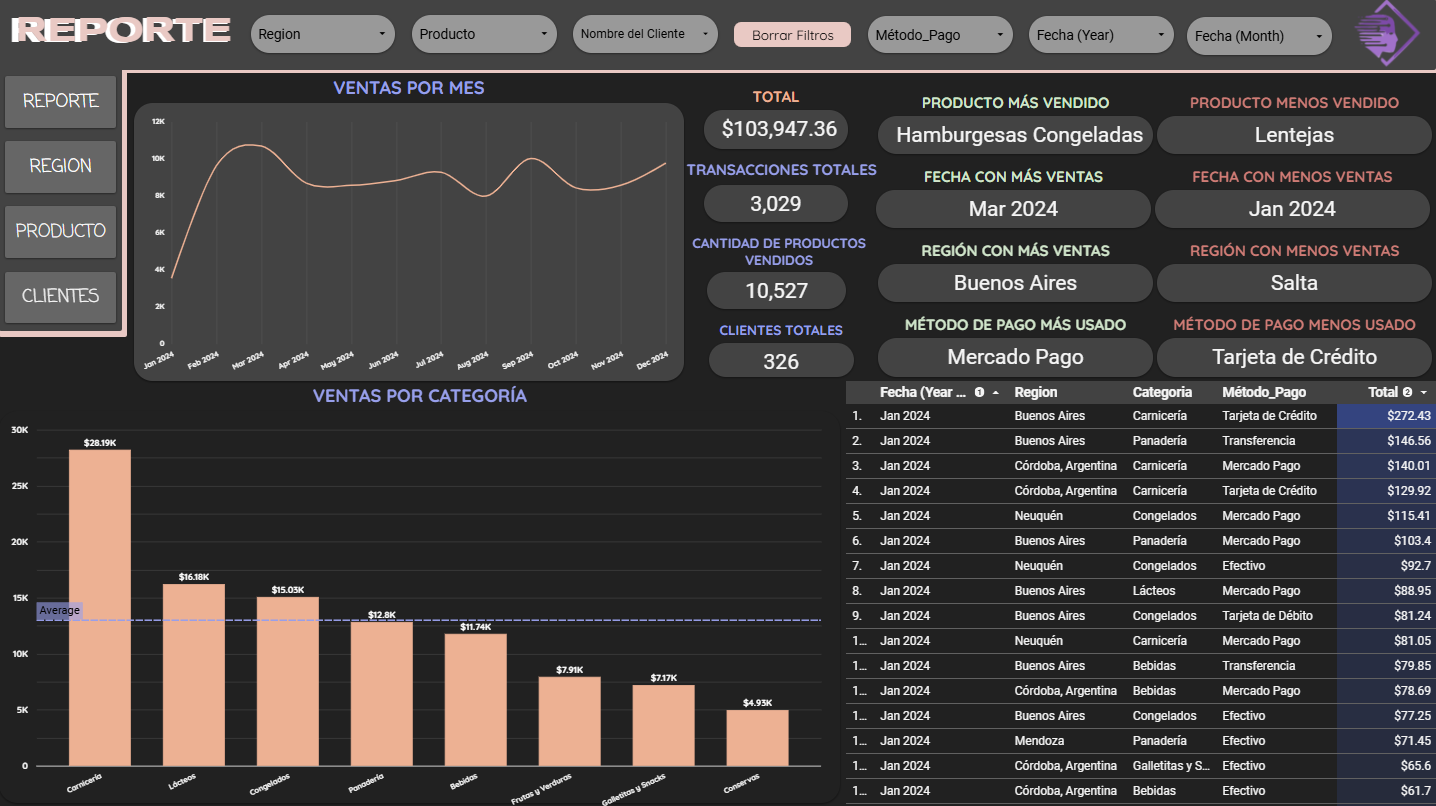 REPORTE
Region
Producto
Nombre del Cliente
Borrar Filtros
Método_Pago
Fecha (Year)
Fecha (Month)
REPORTE
REGION
PRODUCTO
CLIENTES
VENTAS POR MES
12K
10K
8K
6K
4K
2K
0
Jan 2024
Feb 2024
Mar 2024
Apr 2024
May 2024
Jun 2024
Jul 2024
Aug 2024
Sep 2024
Oct 2024
Nov 2024
Dec 2024
TOTAL
$103,947.36
TRANSACCIONES TOTALES
3,029
CANTIDAD DE PRODUCTOS
VENDIDOS
10,527
CLIENTES TOTALES
326
PRODUCTO MÁS VENDIDO
Hamburgesas Congeladas
FECHA CON MÁS VENTAS
Mar 2024
REGIÓN CON MÁS VENTAS
Buenos Aires
MÉTODO DE PAGO MÁS USADO
Mercado Pago
PRODUCTO MENOS VENDIDO
Lentejas
FECHA CON MENOS VENTAS
Jan 2024
REGIÓN CON MENOS VENTAS
Salta
MÉTODO DE PAGO MENOS USADO
Tarjeta de Crédito
VENTAS POR CATEGORÍA
30K
25K
20K
15K
10K
5K
0
Average
$28.19K
$16.18K
$15.03K
$12.8K
$11.74K
$7.91K
$7.17K
$4.93K
Carnicería
Lácteos
Congelados
Panadería
Bebidas
Frutas y Verduras
Galletitas y Snacks
Conservas
Fecha (Year ... 1 Region Categoria Método_Pago Total 2
1. Jan 2024 Buenos Aires Carnicería Tarjeta de Crédito $272.43
2. Jan 2024 Buenos Aires Panadería Transferencia $146.56
3. Jan 2024 Córdoba, Argentina Carnicería Mercado Pago $140.01
4. Jan 2024 Córdoba, Argentina Carnicería Tarjeta de Crédito $129.92
5. Jan 2024 Neuquén Congelados Mercado Pago $115.41
6. Jan 2024 Buenos Aires Panadería Mercado Pago $103.4
7. Jan 2024 Neuquén Congelados Efectivo $92.7
8. Jan 2024 Buenos Aires Lácteos Mercado Pago $88.95
9. Jan 2024 Buenos Aires Congelados Tarjeta de Débito $81.24
1... Jan 2024 Neuquén Carnicería Mercado Pago $81.05
1... Jan 2024 Buenos Aires Bebidas Transferencia $79.85
1... Jan 2024 Córdoba, Argentina Bebidas Mercado Pago $78.69
1... Jan 2024 Buenos Aires Congelados Efectivo $77.25
1... Jan 2024 Mendoza Panadería Efectivo $71.45
1... Jan 2024 Córdoba, Argentina Galletitas y S... Efectivo $65.6
1... Jan 2024 Córdoba, Argentina Bebidas Efectivo $61.7